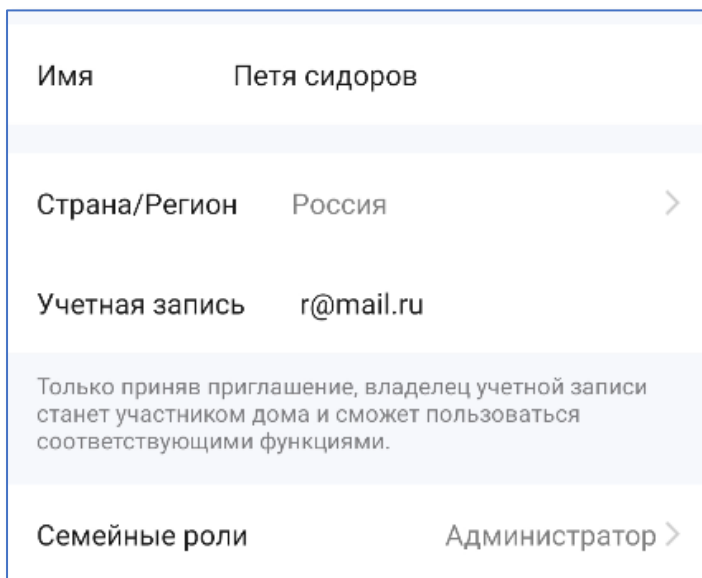 Имя Петя сидоров
Страна/Регион Россия
Учетная запись r@mail.ru
Только приняв приглашение, владелец учетной записи
станет участником дома и сможет пользоваться
соответствующими функциями.
Семейные роли Администратор